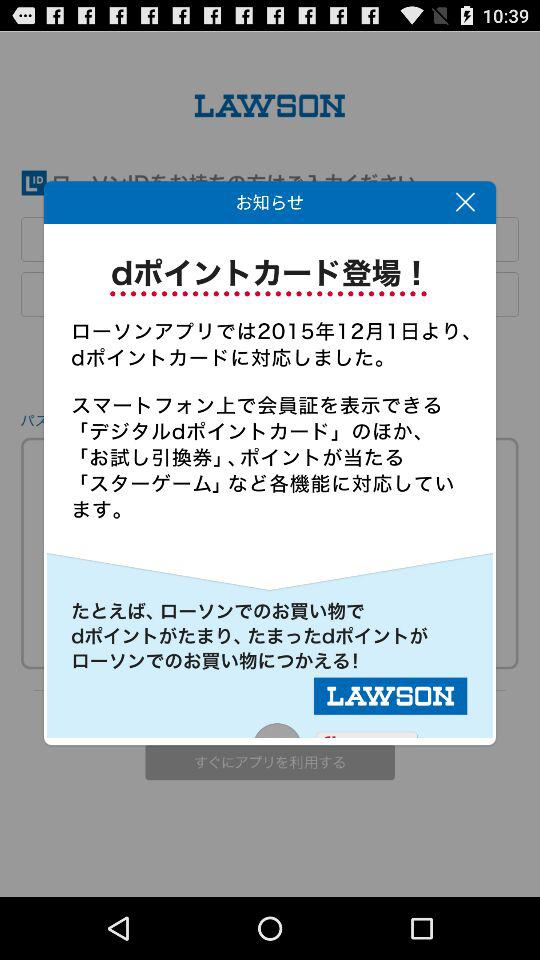 10:39
LAWSON
お知らせ
dポイントカード登場！
ローソンアプリでは2015年12月1日より、
dポイントカードに対応しました。
スマートフォン上で会員証を表示できる
「デジタルdポイントカード」のほか、
「お試し引換券」、ポイントが当たる
「スターゲーム」など各機能に対応してい
ます。
たとえば、ローソンでのお買い物で
dポイントがたまり、たまったdポイントが
ローソンでのお買い物につかえる！
LAWSON
すぐにアプリを利用する